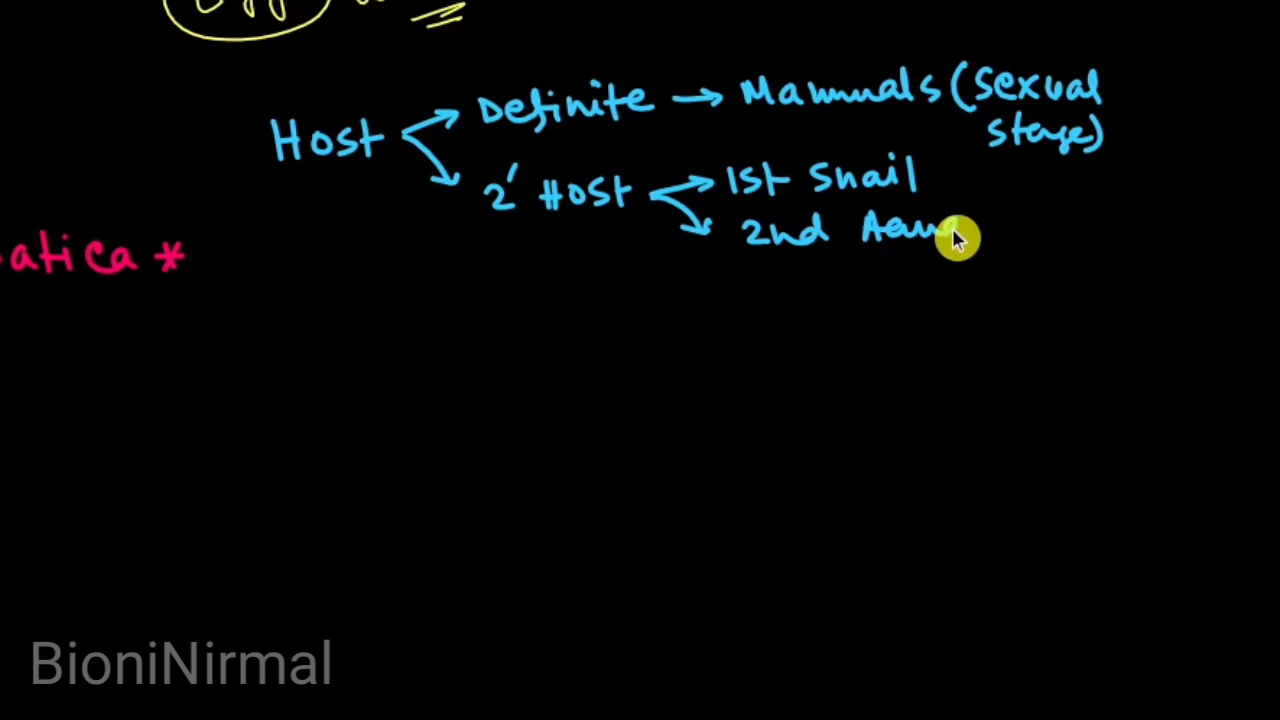 Host Definite → Mammals (Sexual
stage)
2' Host 1st Snail
2nd
atica *
BioniNirmal